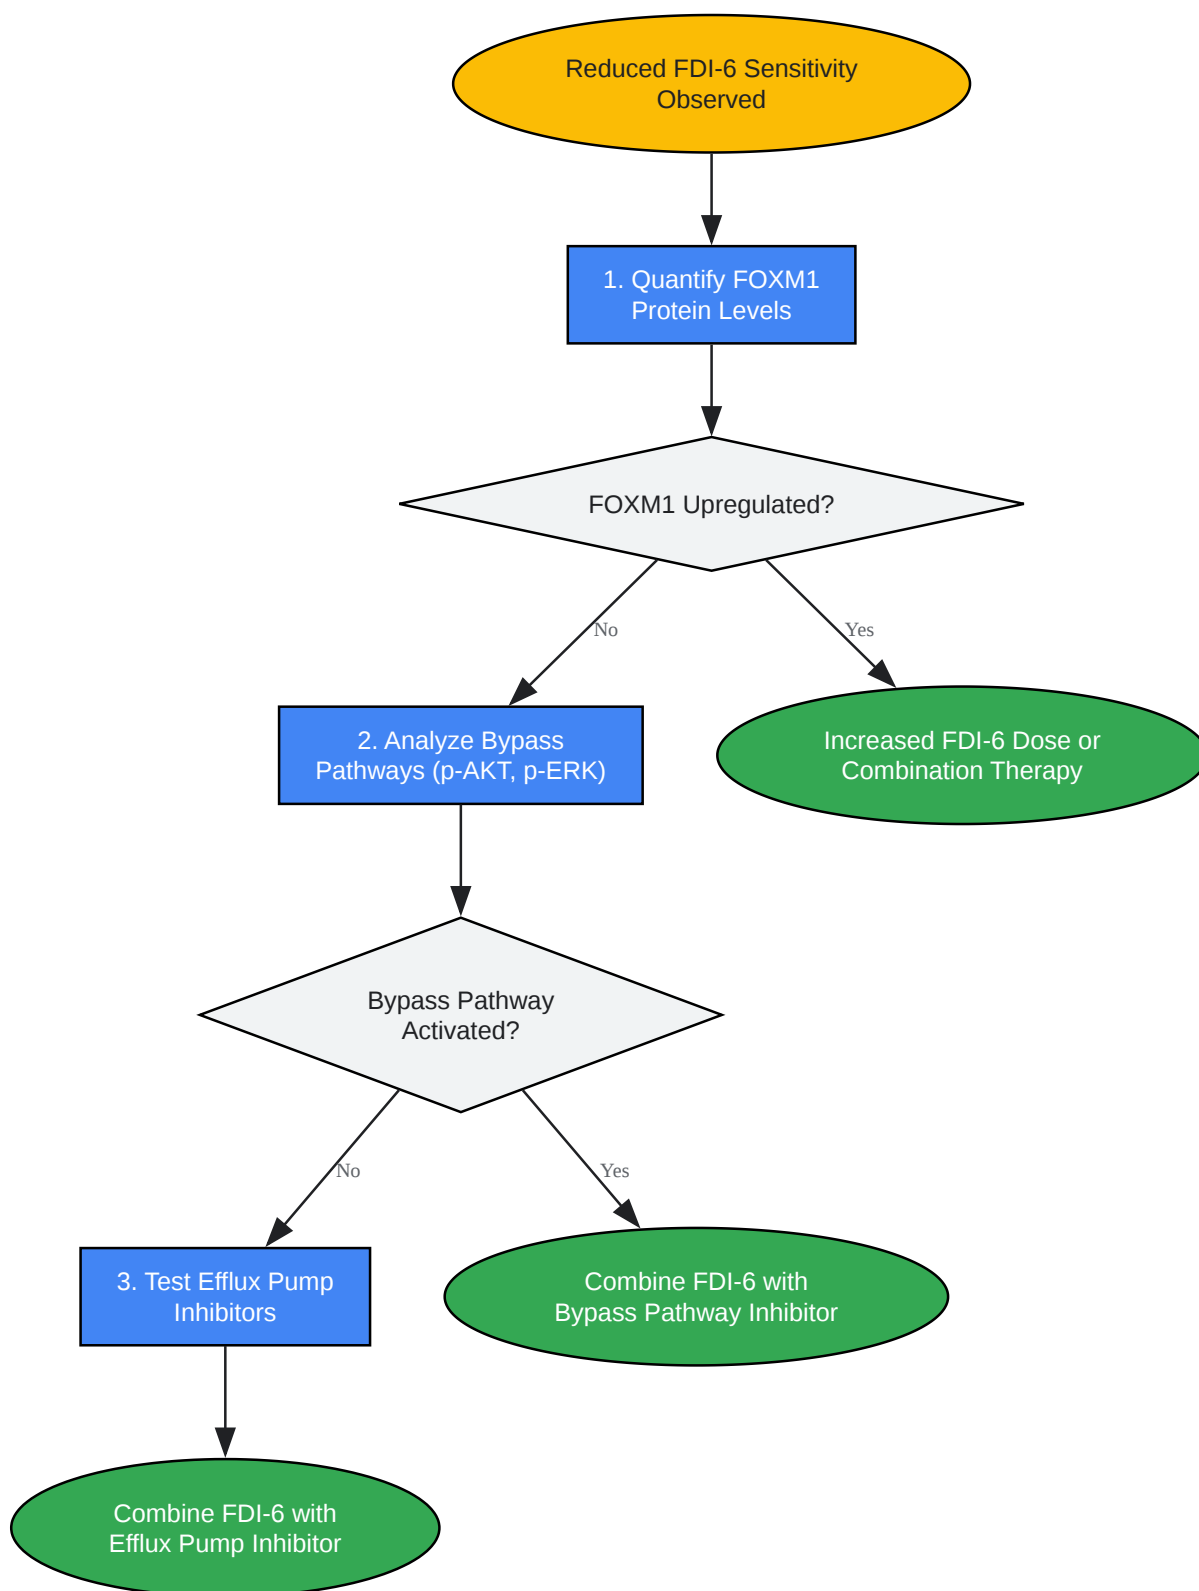 Reduced FDI-6 Sensitivity
Observed
1. Quantify FOXM1
Protein Levels
FOXM1 Upregulated?
No
Yes
2. Analyze Bypass
Pathways (p-AKT, p-ERK)
Increased FDI-6 Dose or
Combination Therapy
Bypass Pathway
Activated?
No
Yes
3. Test Efflux Pump
Inhibitors
Combine FDI-6 with
Bypass Pathway Inhibitor
Combine FDI-6 with
Efflux Pump Inhibitor